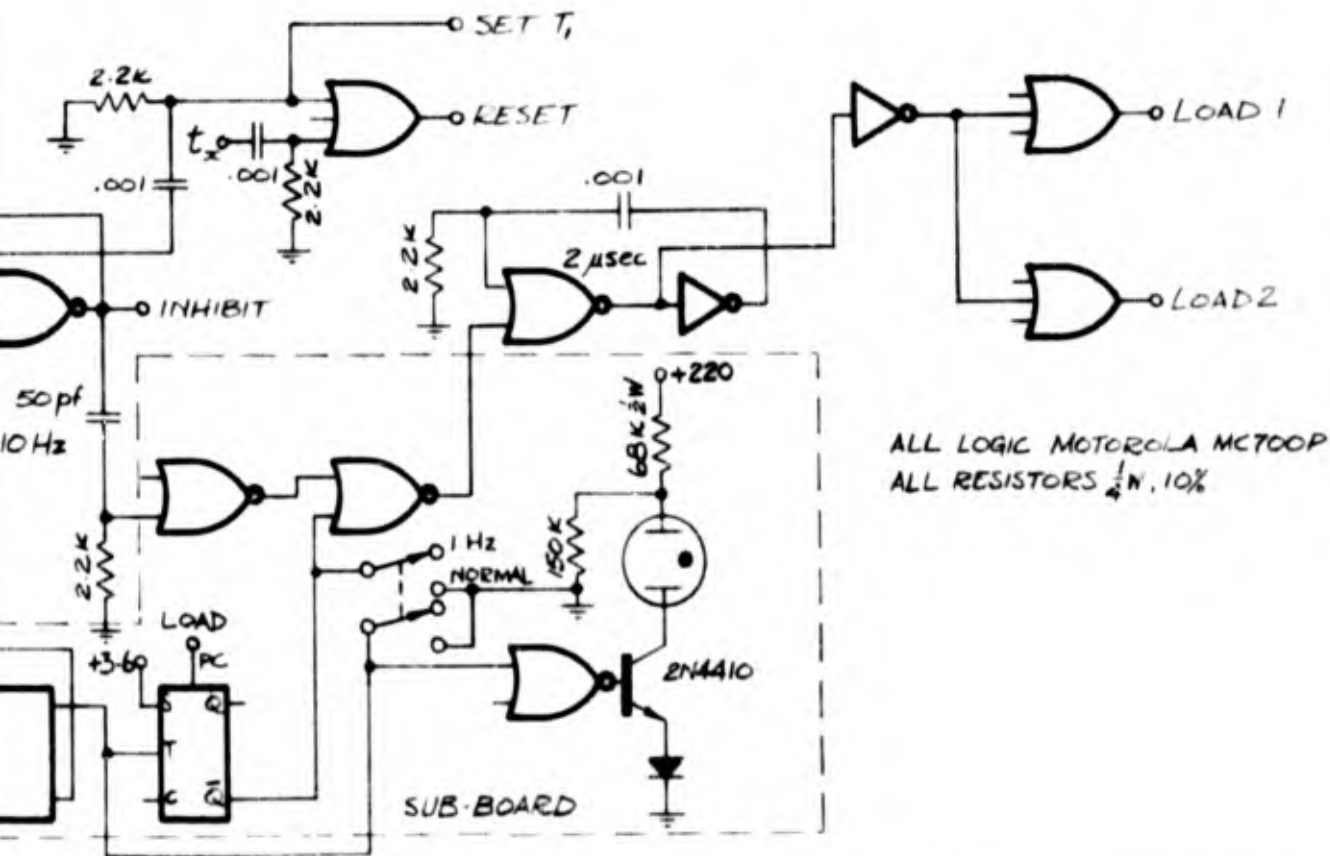 SET T,
2.2K
RESET
LOAD 1
tx
.001
.001
2.2K
.001
2.2K
2 μsec
INHIBIT
LOAD 2
+220
50 pf
10 Hz
68K ½W
ALL LOGIC MOTOROLA MC700P
ALL RESISTORS ¼W, 10%
1 Hz
150K
NORMAL
2.2K
LOAD
+3.6
PC
2N4410
S
Q
T
C
Q̅
SUB-BOARD